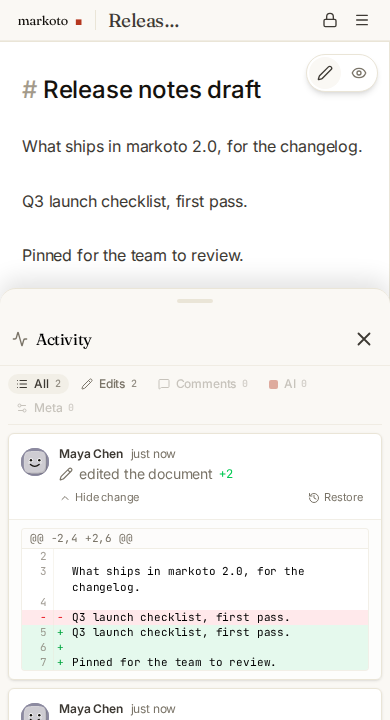 markoto
Releas...
# Release notes draft
What ships in markoto 2.0, for the changelog.
Q3 launch checklist, first pass.
Pinned for the team to review.
Activity
All 2 Edits 2 Comments 0 AI 0
Meta 0
Maya Chen just now
edited the document +2
Hide change Restore
@@ -2,4 +2,6 @@
2
3 What ships in markoto 2.0, for the
changelog.
4
- - Q3 launch checklist, first pass.
5 + Q3 launch checklist, first pass.
6 +
7 + Pinned for the team to review.
Maya Chen just now